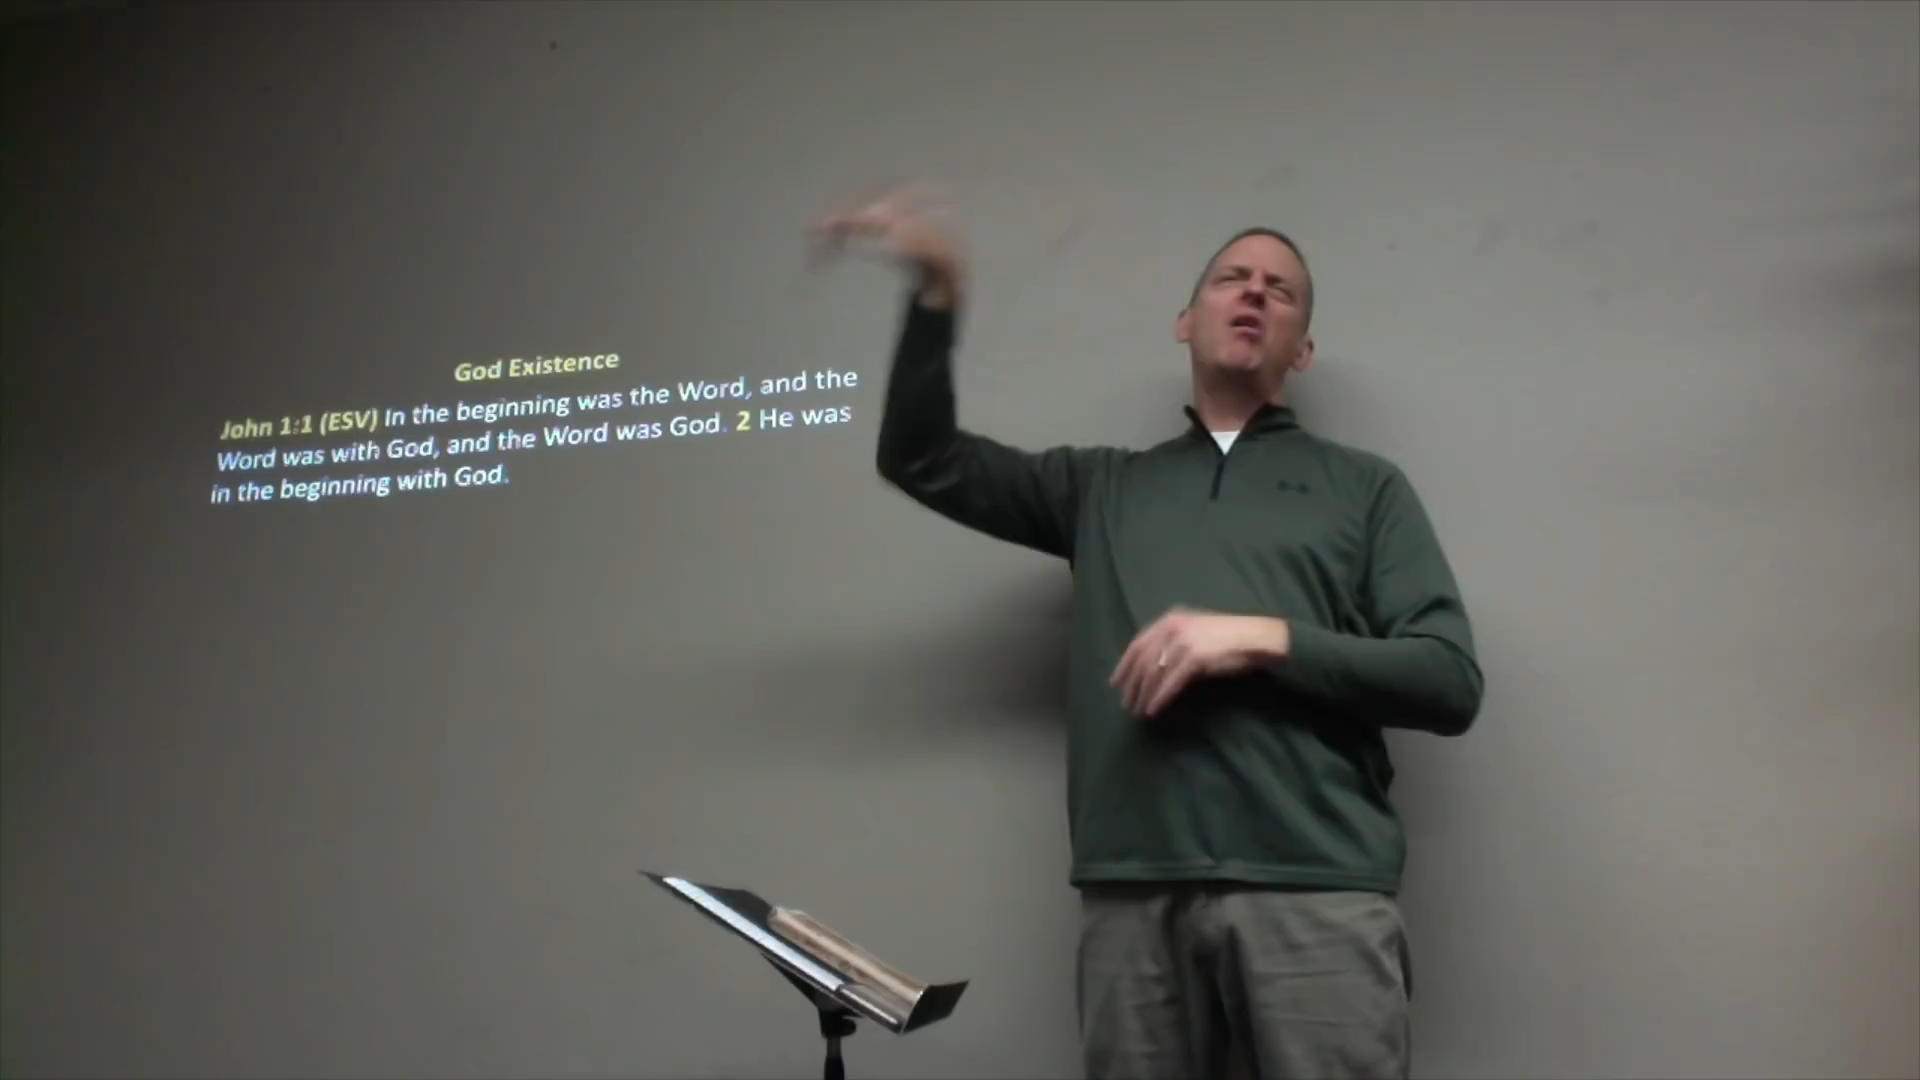 God Existence
John 1:1 (ESV) In the beginning was the Word, and the
Word was with God, and the Word was God. 2 He was
in the beginning with God.